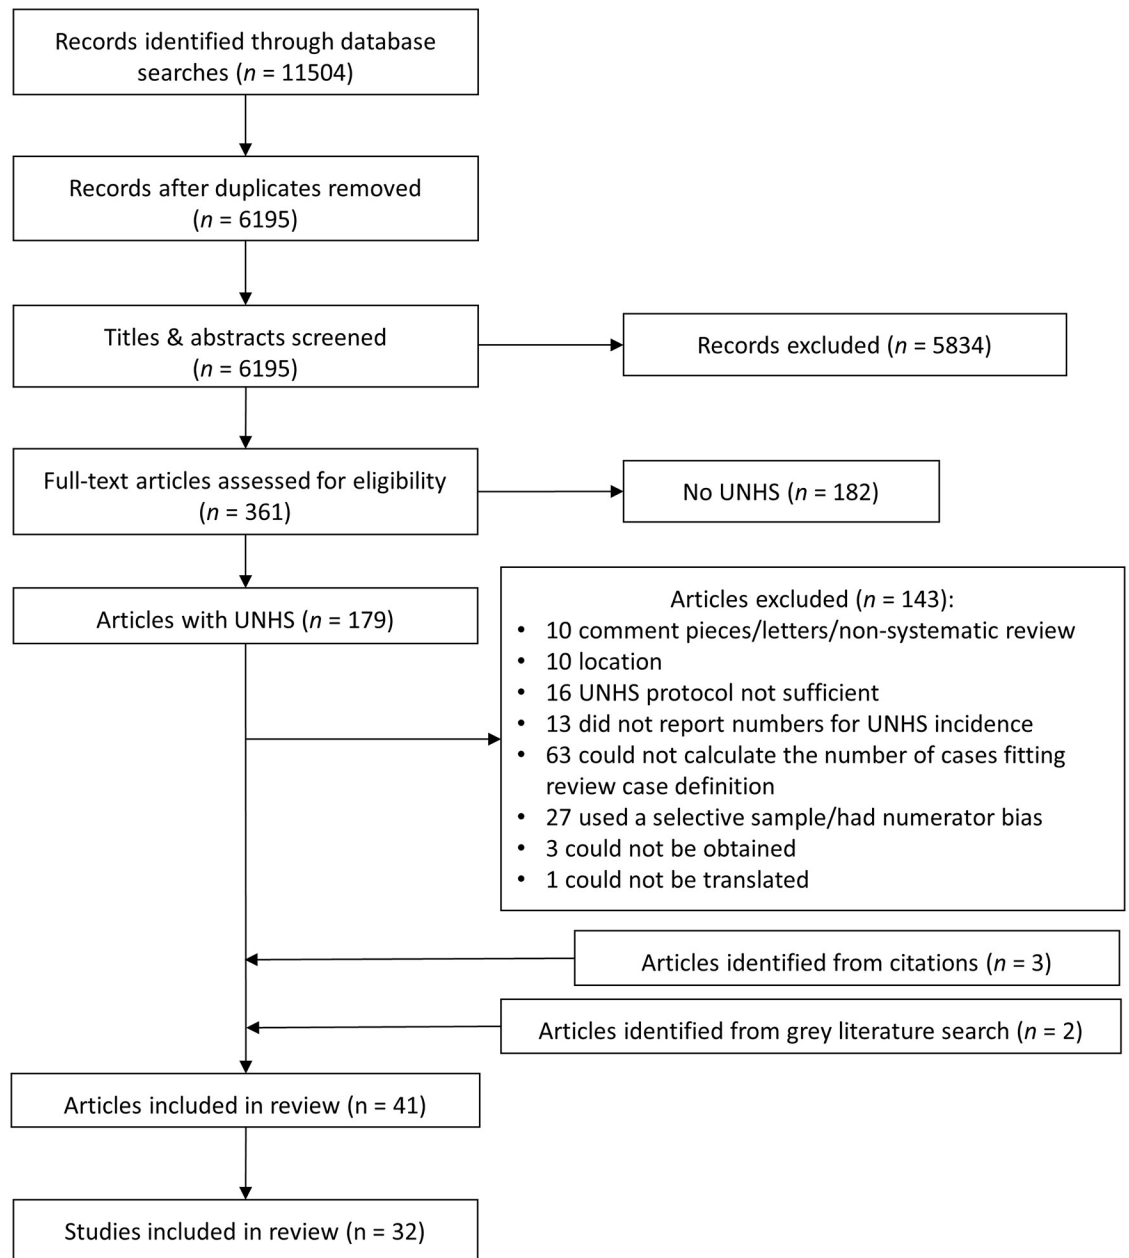 Records identified through database
searches (n = 11504)
Records after duplicates removed
(n = 6195)
Titles & abstracts screened
(n = 6195)
Records excluded (n = 5834)
Full-text articles assessed for eligibility
(n = 361)
No UNHS (n = 182)
Articles with UNHS (n = 179)
Articles excluded (n = 143):
• 10 comment pieces/letters/non-systematic review
• 10 location
• 16 UNHS protocol not sufficient
• 13 did not report numbers for UNHS incidence
• 63 could not calculate the number of cases fitting
review case definition
• 27 used a selective sample/had numerator bias
• 3 could not be obtained
• 1 could not be translated
Articles identified from citations (n = 3)
Articles identified from grey literature search (n = 2)
Articles included in review (n = 41)
Studies included in review (n = 32)